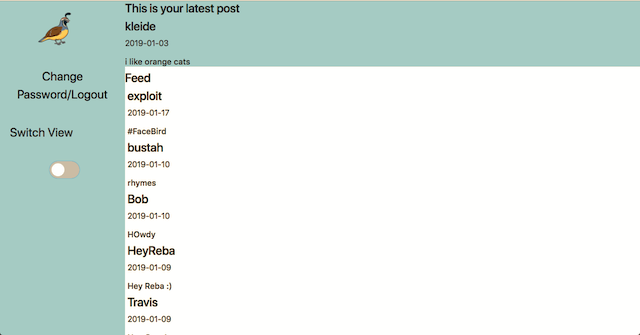 This is your latest post
kleide
2019-01-03
i like orange cats
Change
Password/Logout
Switch View
Feed
exploit
2019-01-17
#FaceBird
bustah
2019-01-10
rhymes
Bob
2019-01-10
HOwdy
HeyReba
2019-01-09
Hey Reba :)
Travis
2019-01-09